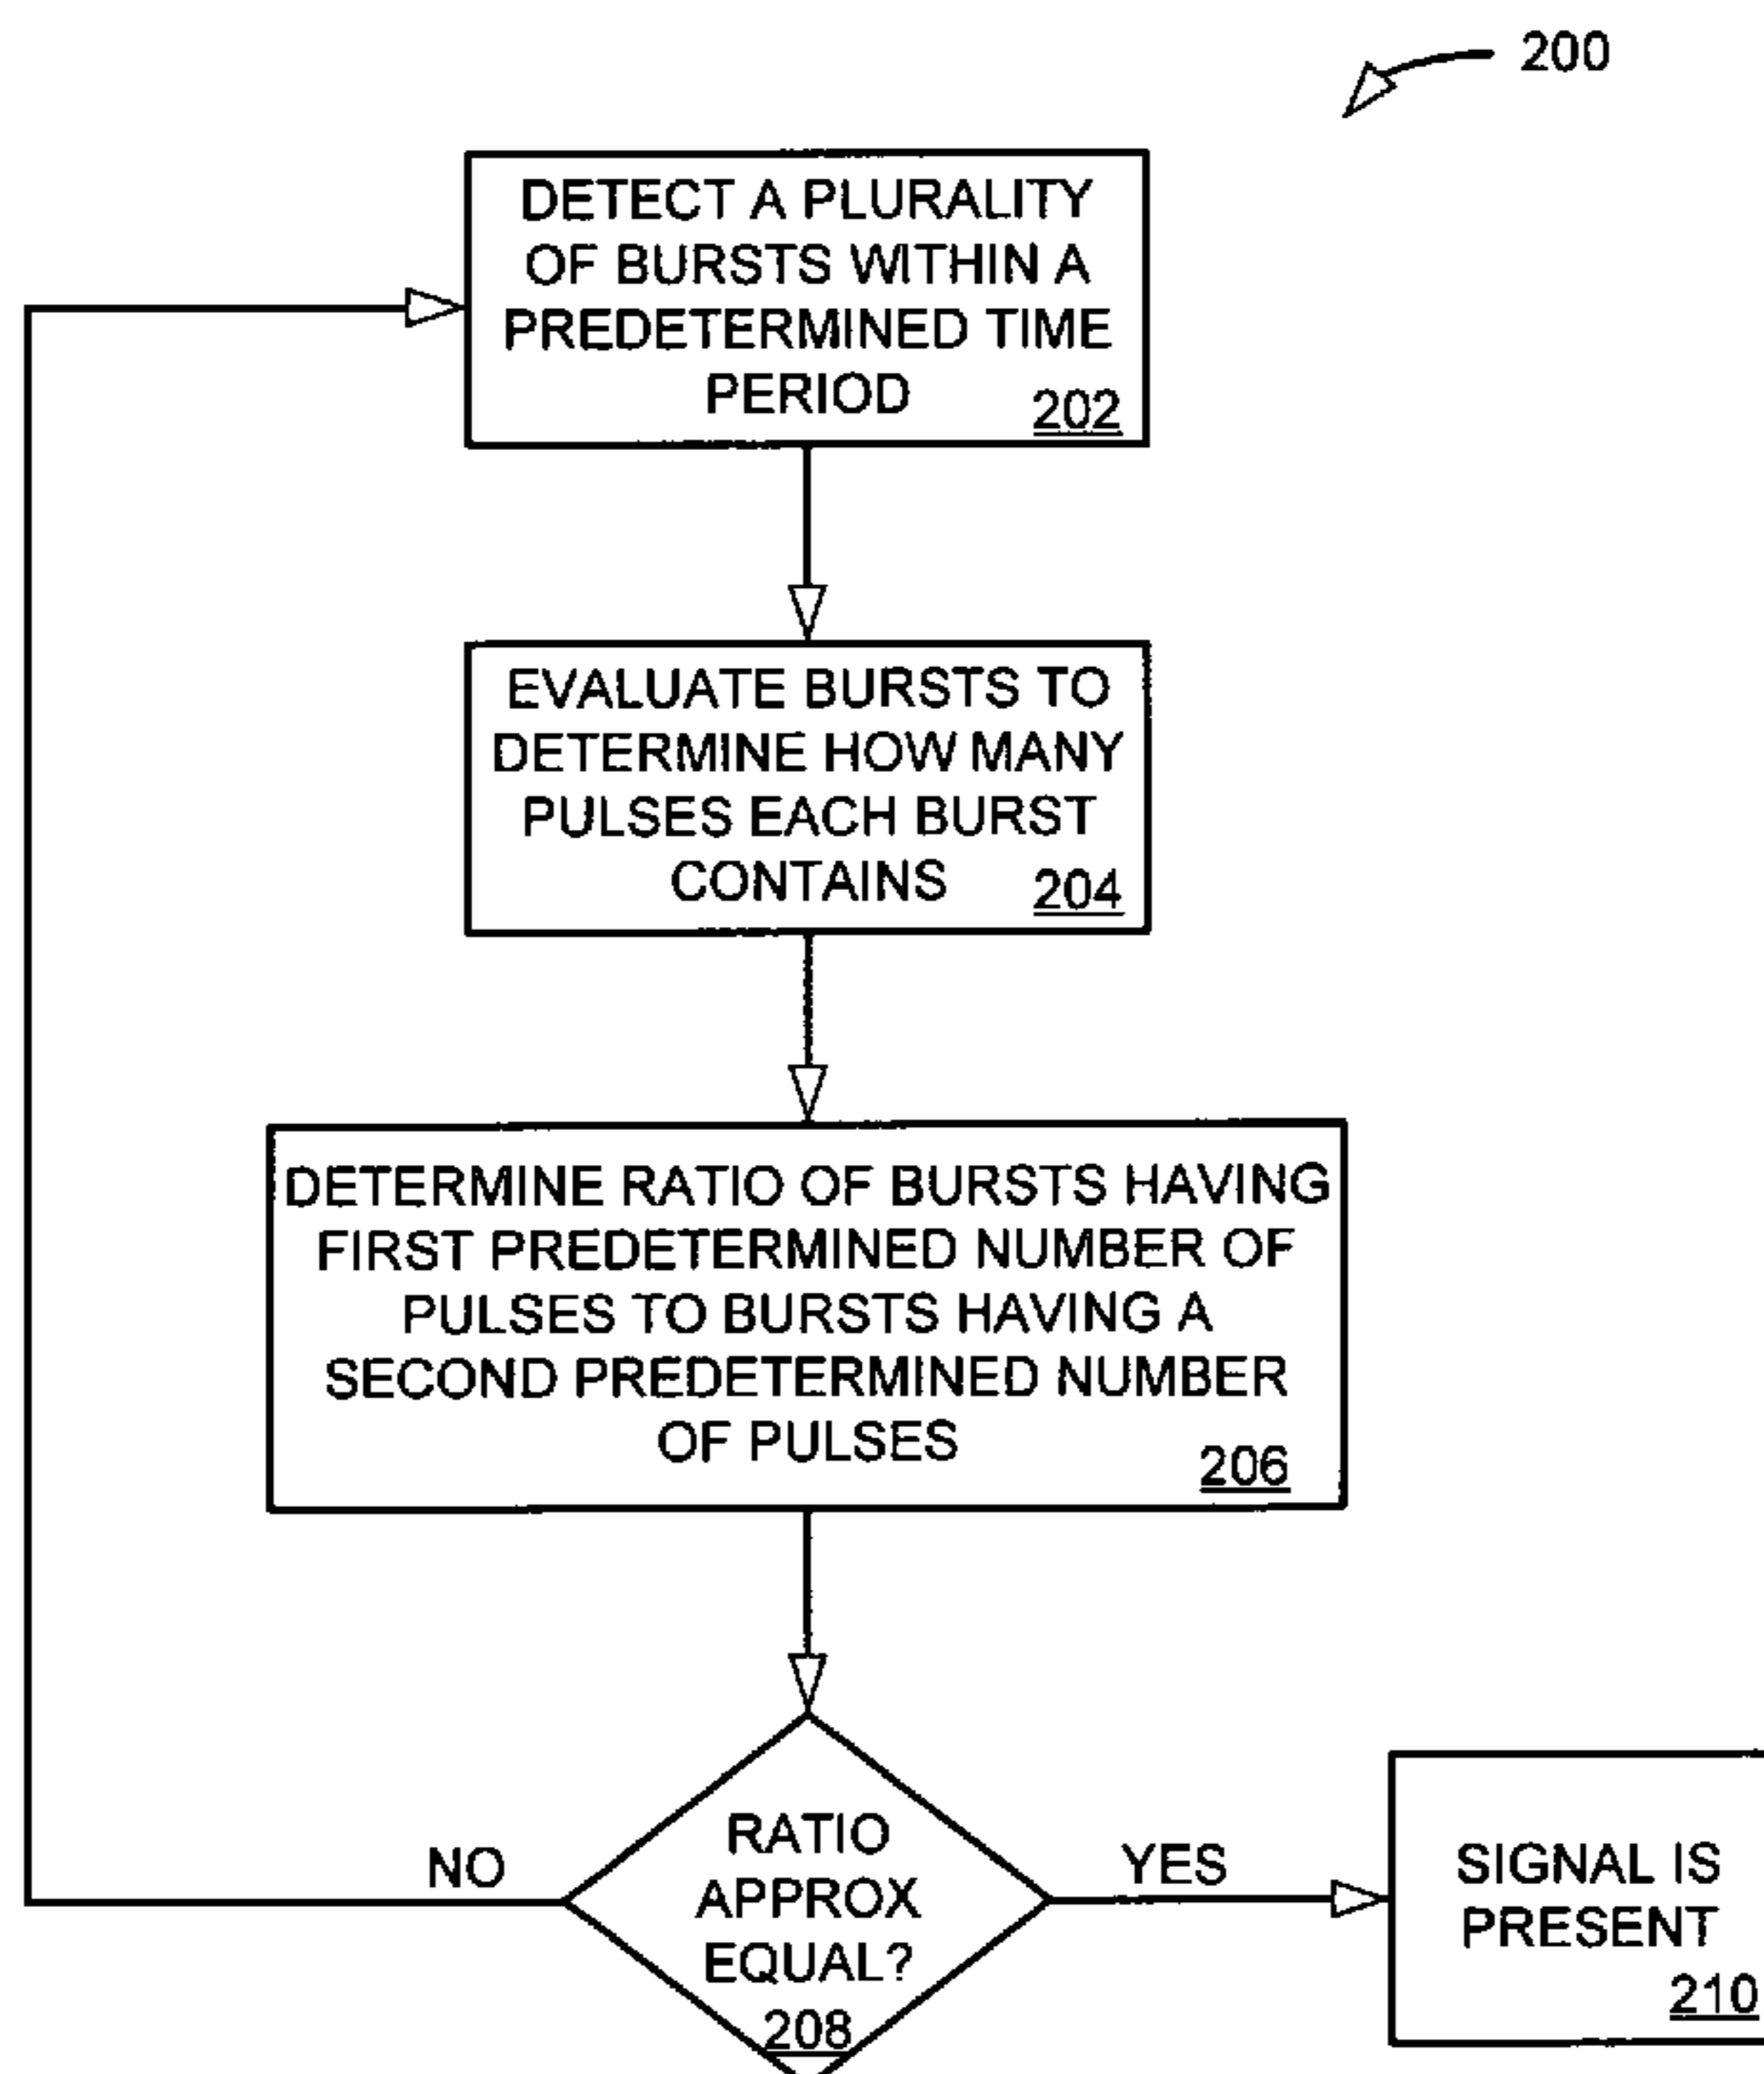 200
DETECT A PLURALITY
OF BURSTS WITHIN A
PREDETERMINED TIME
PERIOD
202
EVALUATE BURSTS TO
DETERMINE HOW MANY
PULSES EACH BURST
CONTAINS
204
DETERMINE RATIO OF BURSTS HAVING
FIRST PREDETERMINED NUMBER OF
PULSES TO BURSTS HAVING A
SECOND PREDETERMINED NUMBER
OF PULSES
206
RATIO
APPROX
EQUAL?
208
NO
YES
SIGNAL IS
PRESENT
210